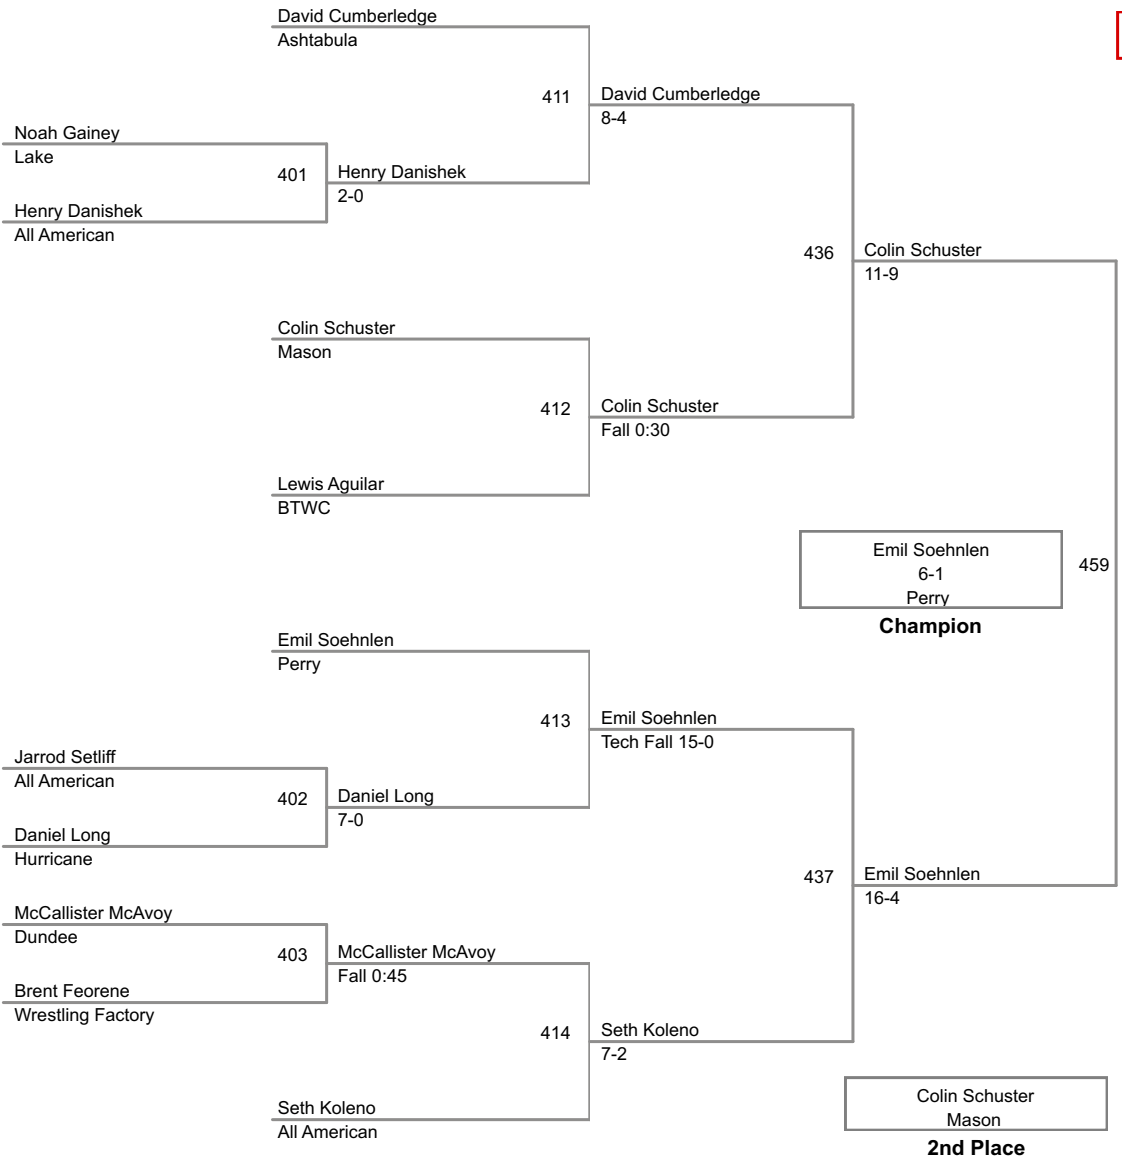 David Cumberledge
Ashtabula
411
David Cumberledge
8-4
Noah Gainey
Lake
401
Henry Danishek
2-0
Henry Danishek
All American
436
Colin Schuster
11-9
Colin Schuster
Mason
412
Colin Schuster
Fall 0:30
Lewis Aguilar
BTWC
Emil Soehnlen
6-1
Perry
Champion
459
Emil Soehnlen
Perry
413
Emil Soehnlen
Tech Fall 15-0
Jarrod Setliff
All American
402
Daniel Long
7-0
Daniel Long
Hurricane
437
Emil Soehnlen
16-4
McCallister McAvoy
Dundee
403
McCallister McAvoy
Fall 0:45
Brent Feorene
Wrestling Factory
414
Seth Koleno
7-2
Seth Koleno
All American
Colin Schuster
Mason
2nd Place